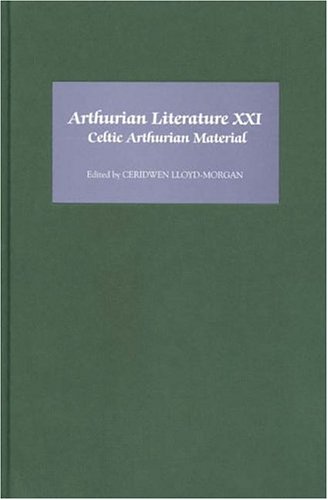 Arthurian Literature XXI
Celtic Arthurian Material
Edited by CERIDWEN LLOYD-MORGAN